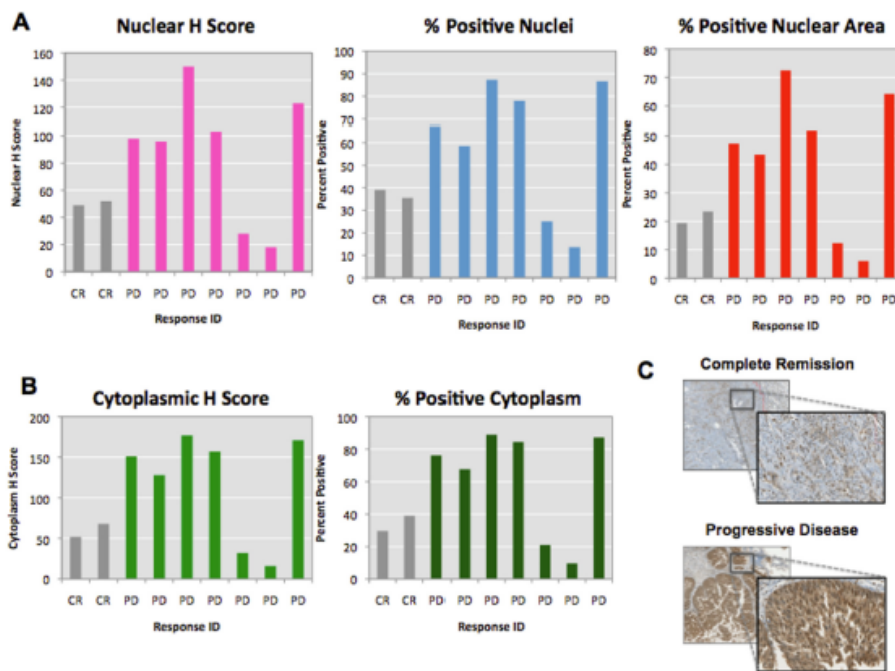 A
Nuclear H Score
Nuclear H Score
160
140
120
100
80
60
40
20
0
CR CR PD PD PD PD PD PD PD
Response ID
% Positive Nuclei
Percent Positive
100
90
80
70
60
50
40
30
20
10
0
CR CR PD PD PD PD PD PD PD
Response ID
% Positive Nuclear Area
Percent Positive
80
70
60
50
40
30
20
10
0
CR CR PD PD PD PD PD PD PD
Response ID
B
Cytoplasmic H Score
Cytoplasm H Score
200
150
100
50
0
CR CR PD PD PD PD PD PD PD
Response ID
% Positive Cytoplasm
Percent Positive
100
80
60
40
20
0
CR CR PD PD PD PD PD PD PD
Response ID
C
Complete Remission
Progressive Disease